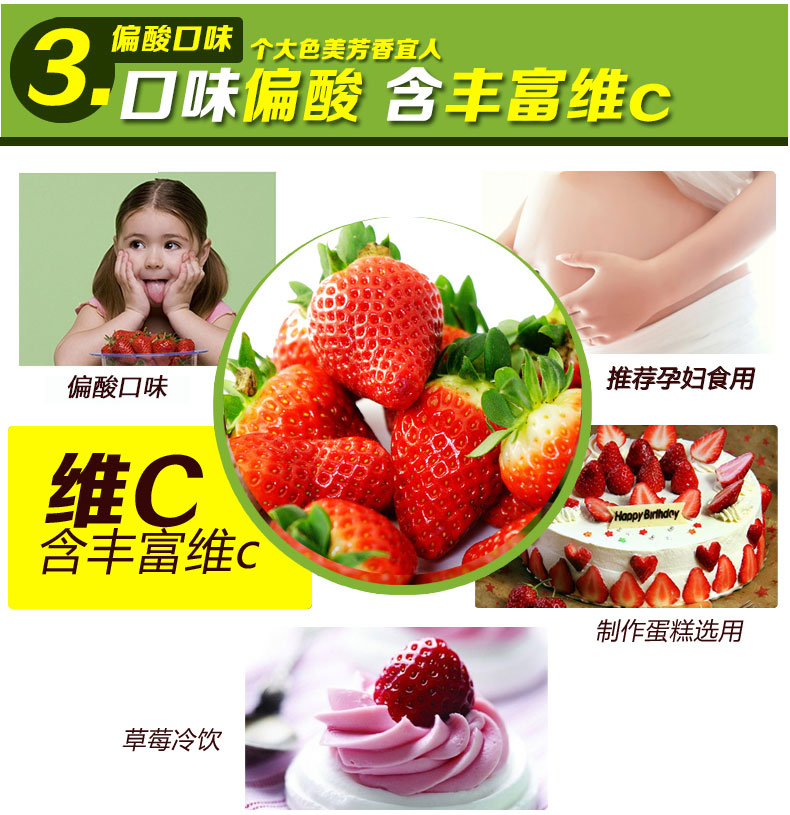 3.
偏酸口味
个大色美芳香宜人
口味偏酸 含丰富维c
偏酸口味
推荐孕妇食用
维C
含丰富维c
Happy Birthday
制作蛋糕选用
草莓冷饮